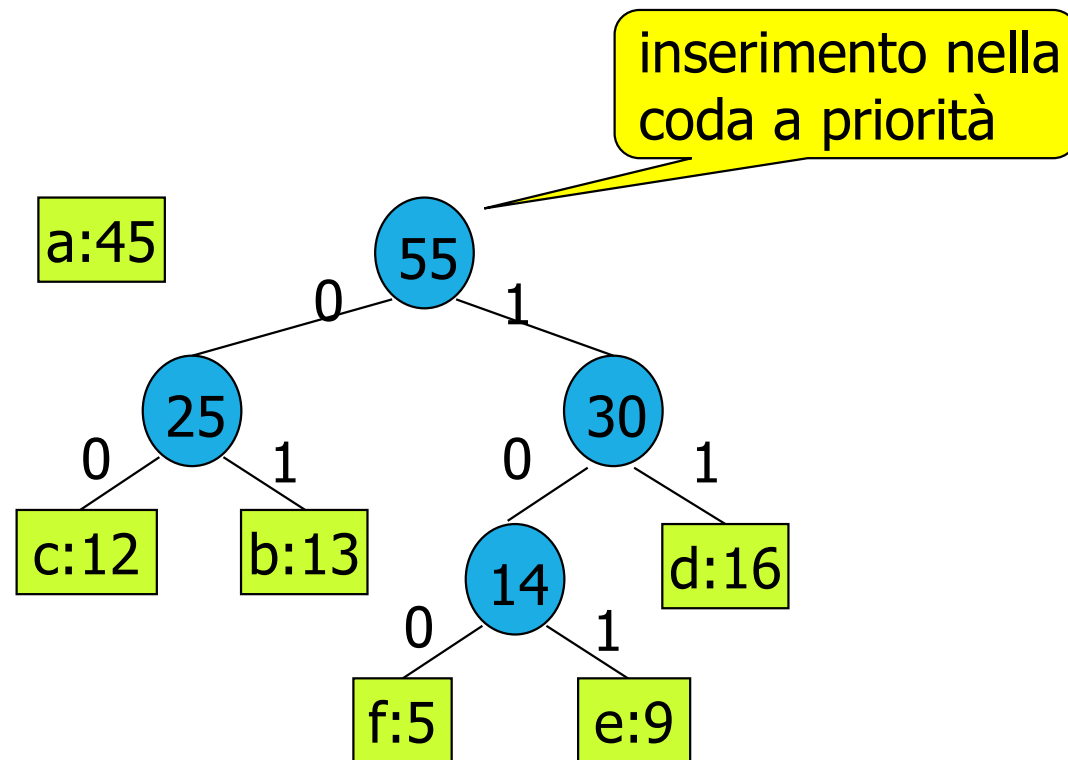 inserimento nella
coda a priorità
a:45
55
0 1
25 30
0 1 0 1
c:12 b:13 14 d:16
0 1
f:5 e:9